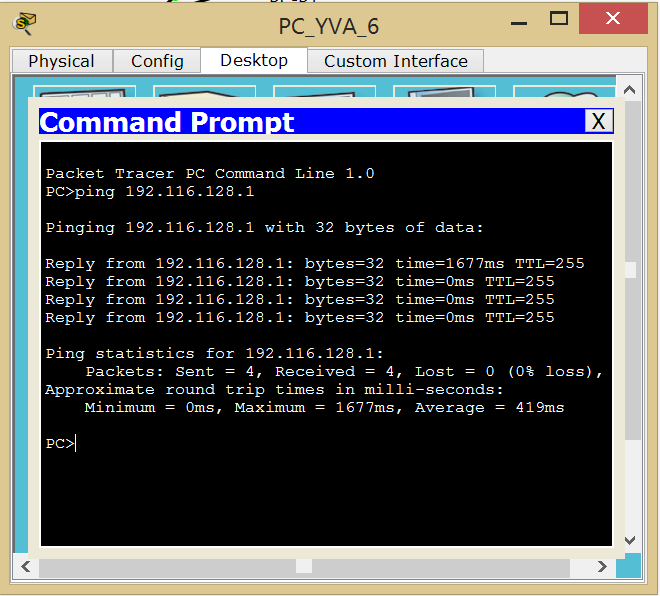 PC_YVA_6
Physical Config Desktop Custom Interface
Command Prompt X
Packet Tracer PC Command Line 1.0
PC>ping 192.116.128.1
Pinging 192.116.128.1 with 32 bytes of data:
Reply from 192.116.128.1: bytes=32 time=1677ms TTL=255
Reply from 192.116.128.1: bytes=32 time=0ms TTL=255
Reply from 192.116.128.1: bytes=32 time=0ms TTL=255
Reply from 192.116.128.1: bytes=32 time=0ms TTL=255
Ping statistics for 192.116.128.1:
Packets: Sent = 4, Received = 4, Lost = 0 (0% loss),
Approximate round trip times in milli-seconds:
Minimum = 0ms, Maximum = 1677ms, Average = 419ms
PC>